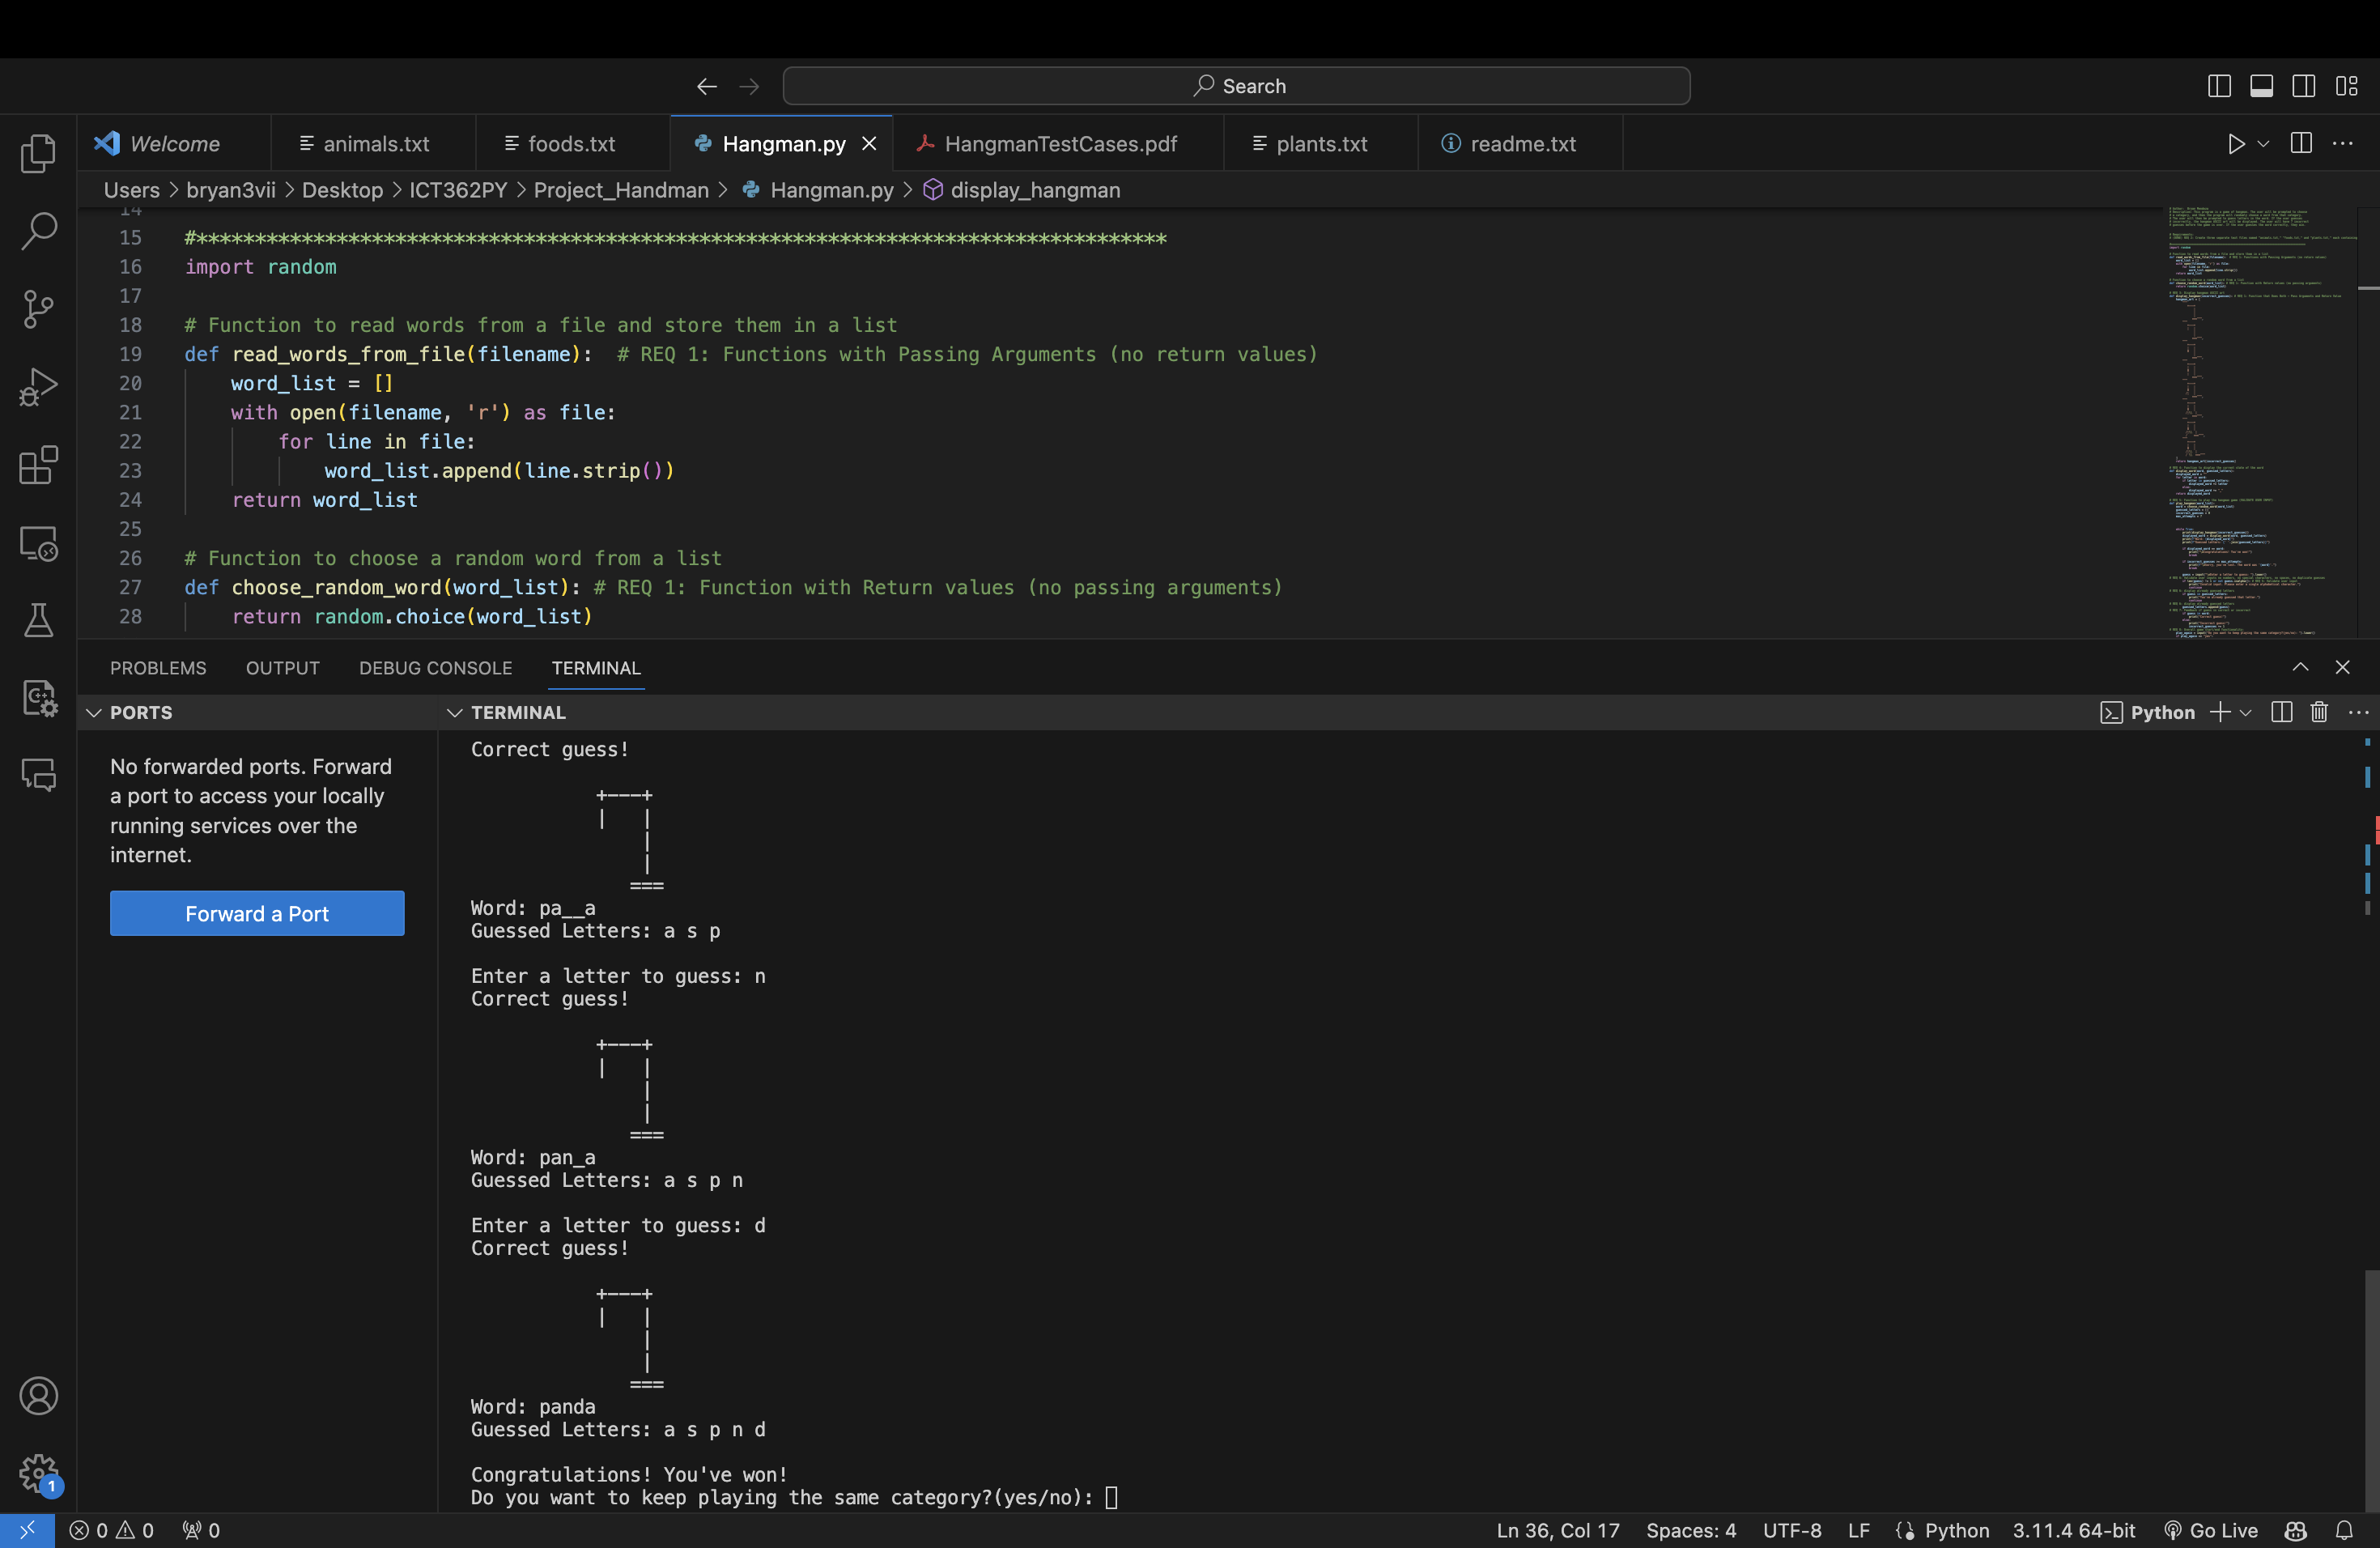 Search
Welcome
animals.txt
foods.txt
Hangman.py
HangmanTestCases.pdf
plants.txt
readme.txt
Users > bryan3vii > Desktop > ICT362PY > Project_Handman > Hangman.py > display_hangman
14
15 #***********************************************************************************
16 import random
17
18 # Function to read words from a file and store them in a list
19 def read_words_from_file(filename):  # REQ 1: Functions with Passing Arguments (no return values)
20     word_list = []
21     with open(filename, 'r') as file:
22         for line in file:
23             word_list.append(line.strip())
24     return word_list
25
26 # Function to choose a random word from a list
27 def choose_random_word(word_list): # REQ 1: Function with Return values (no passing arguments)
28     return random.choice(word_list)
PROBLEMS OUTPUT DEBUG CONSOLE TERMINAL
PORTS
No forwarded ports. Forward
a port to access your locally
running services over the
internet.
Forward a Port
TERMINAL
Python
Correct guess!
+---+
|   |
    |
    |
   ===
Word: pa__a
Guessed Letters: a s p
Enter a letter to guess: n
Correct guess!
+---+
|   |
    |
    |
   ===
Word: pan_a
Guessed Letters: a s p n
Enter a letter to guess: d
Correct guess!
+---+
|   |
    |
    |
   ===
Word: panda
Guessed Letters: a s p n d
Congratulations! You've won!
Do you want to keep playing the same category?(yes/no):
1
0 0 0
Ln 36, Col 17 Spaces: 4 UTF-8 LF Python 3.11.4 64-bit Go Live